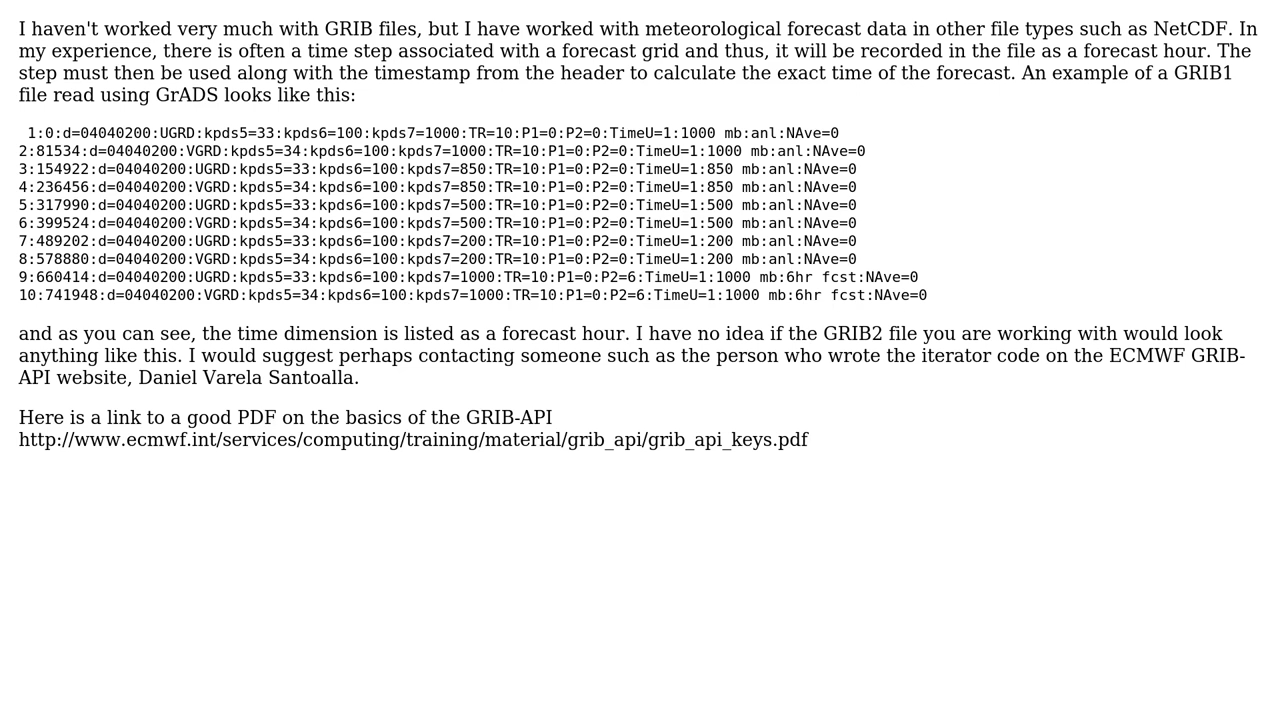 I haven't worked very much with GRIB files, but I have worked with meteorological forecast data in other file types such as NetCDF. In
my experience, there is often a time step associated with a forecast grid and thus, it will be recorded in the file as a forecast hour. The
step must then be used along with the timestamp from the header to calculate the exact time of the forecast. An example of a GRIB1
file read using GrADS looks like this:
1:0:d=04040200:UGRD:kpds5=33:kpds6=100:kpds7=1000:TR=10:P1=0:P2=0:TimeU=1:1000 mb:anl:NAve=0
2:81534:d=04040200:VGRD:kpds5=34:kpds6=100:kpds7=1000:TR=10:P1=0:P2=0:TimeU=1:1000 mb:anl:NAve=0
3:154922:d=04040200:UGRD:kpds5=33:kpds6=100:kpds7=850:TR=10:P1=0:P2=0:TimeU=1:850 mb:anl:NAve=0
4:236456:d=04040200:VGRD:kpds5=34:kpds6=100:kpds7=850:TR=10:P1=0:P2=0:TimeU=1:850 mb:anl:NAve=0
5:317990:d=04040200:UGRD:kpds5=33:kpds6=100:kpds7=500:TR=10:P1=0:P2=0:TimeU=1:500 mb:anl:NAve=0
6:399524:d=04040200:VGRD:kpds5=34:kpds6=100:kpds7=500:TR=10:P1=0:P2=0:TimeU=1:500 mb:anl:NAve=0
7:489202:d=04040200:UGRD:kpds5=33:kpds6=100:kpds7=200:TR=10:P1=0:P2=0:TimeU=1:200 mb:anl:NAve=0
8:578880:d=04040200:VGRD:kpds5=34:kpds6=100:kpds7=200:TR=10:P1=0:P2=0:TimeU=1:200 mb:anl:NAve=0
9:660414:d=04040200:UGRD:kpds5=33:kpds6=100:kpds7=1000:TR=10:P1=0:P2=6:TimeU=1:1000 mb:6hr fcst:NAve=0
10:741948:d=04040200:VGRD:kpds5=34:kpds6=100:kpds7=1000:TR=10:P1=0:P2=6:TimeU=1:1000 mb:6hr fcst:NAve=0
and as you can see, the time dimension is listed as a forecast hour. I have no idea if the GRIB2 file you are working with would look
anything like this. I would suggest perhaps contacting someone such as the person who wrote the iterator code on the ECMWF GRIB-
API website, Daniel Varela Santoalla.
Here is a link to a good PDF on the basics of the GRIB-API
http://www.ecmwf.int/services/computing/training/material/grib_api/grib_api_keys.pdf